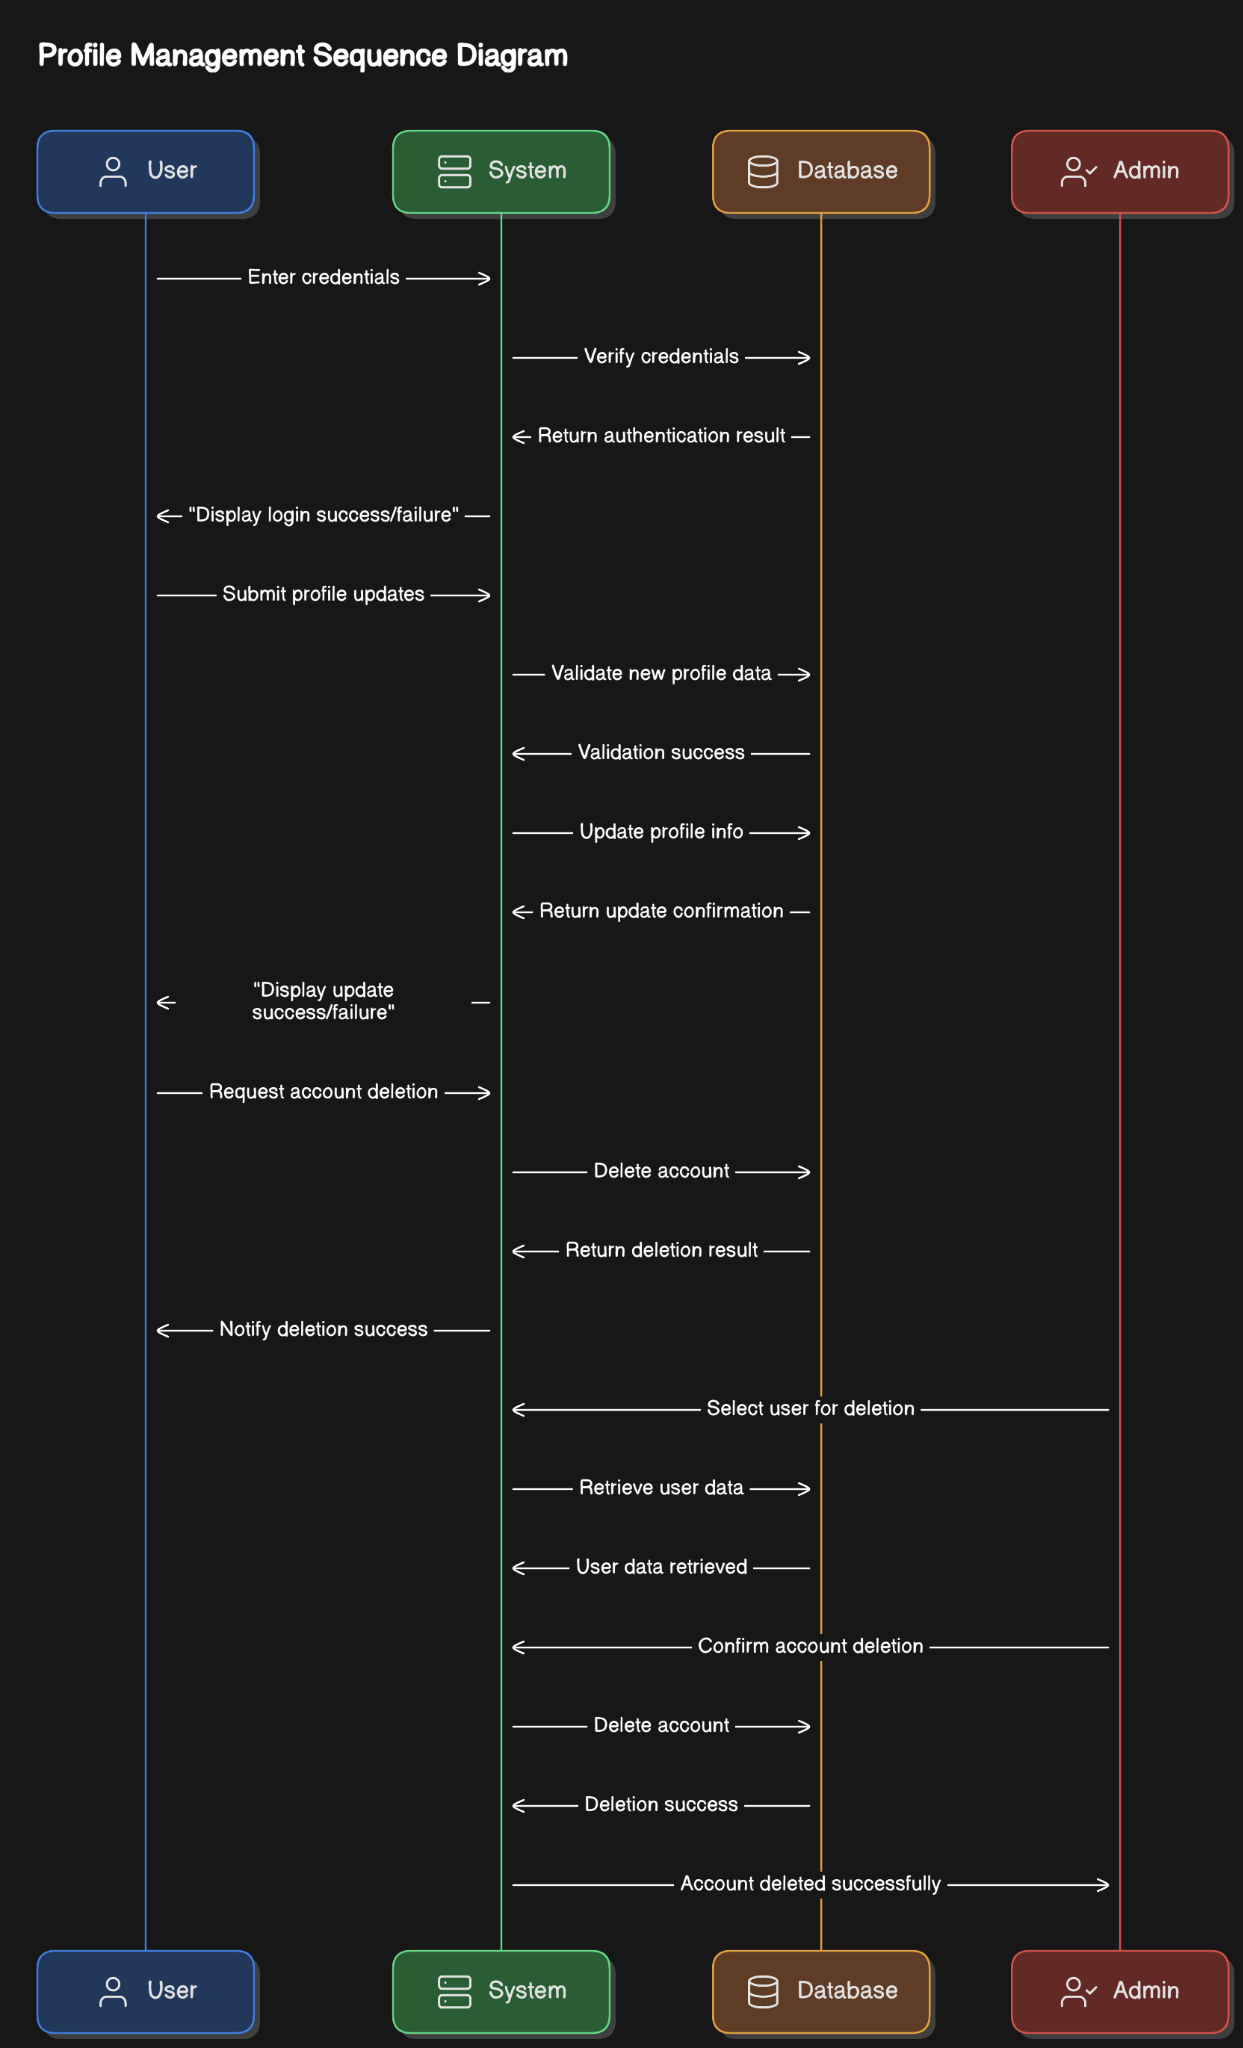 Profile Management Sequence Diagram
User
System
Database
Admin
Enter credentials
Verify credentials
Return authentication result
"Display login success/failure"
Submit profile updates
Validate new profile data
Validation success
Update profile info
Return update confirmation
"Display update
success/failure"
Request account deletion
Delete account
Return deletion result
Notify deletion success
Select user for deletion
Retrieve user data
User data retrieved
Confirm account deletion
Delete account
Deletion success
Account deleted successfully
User
System
Database
Admin